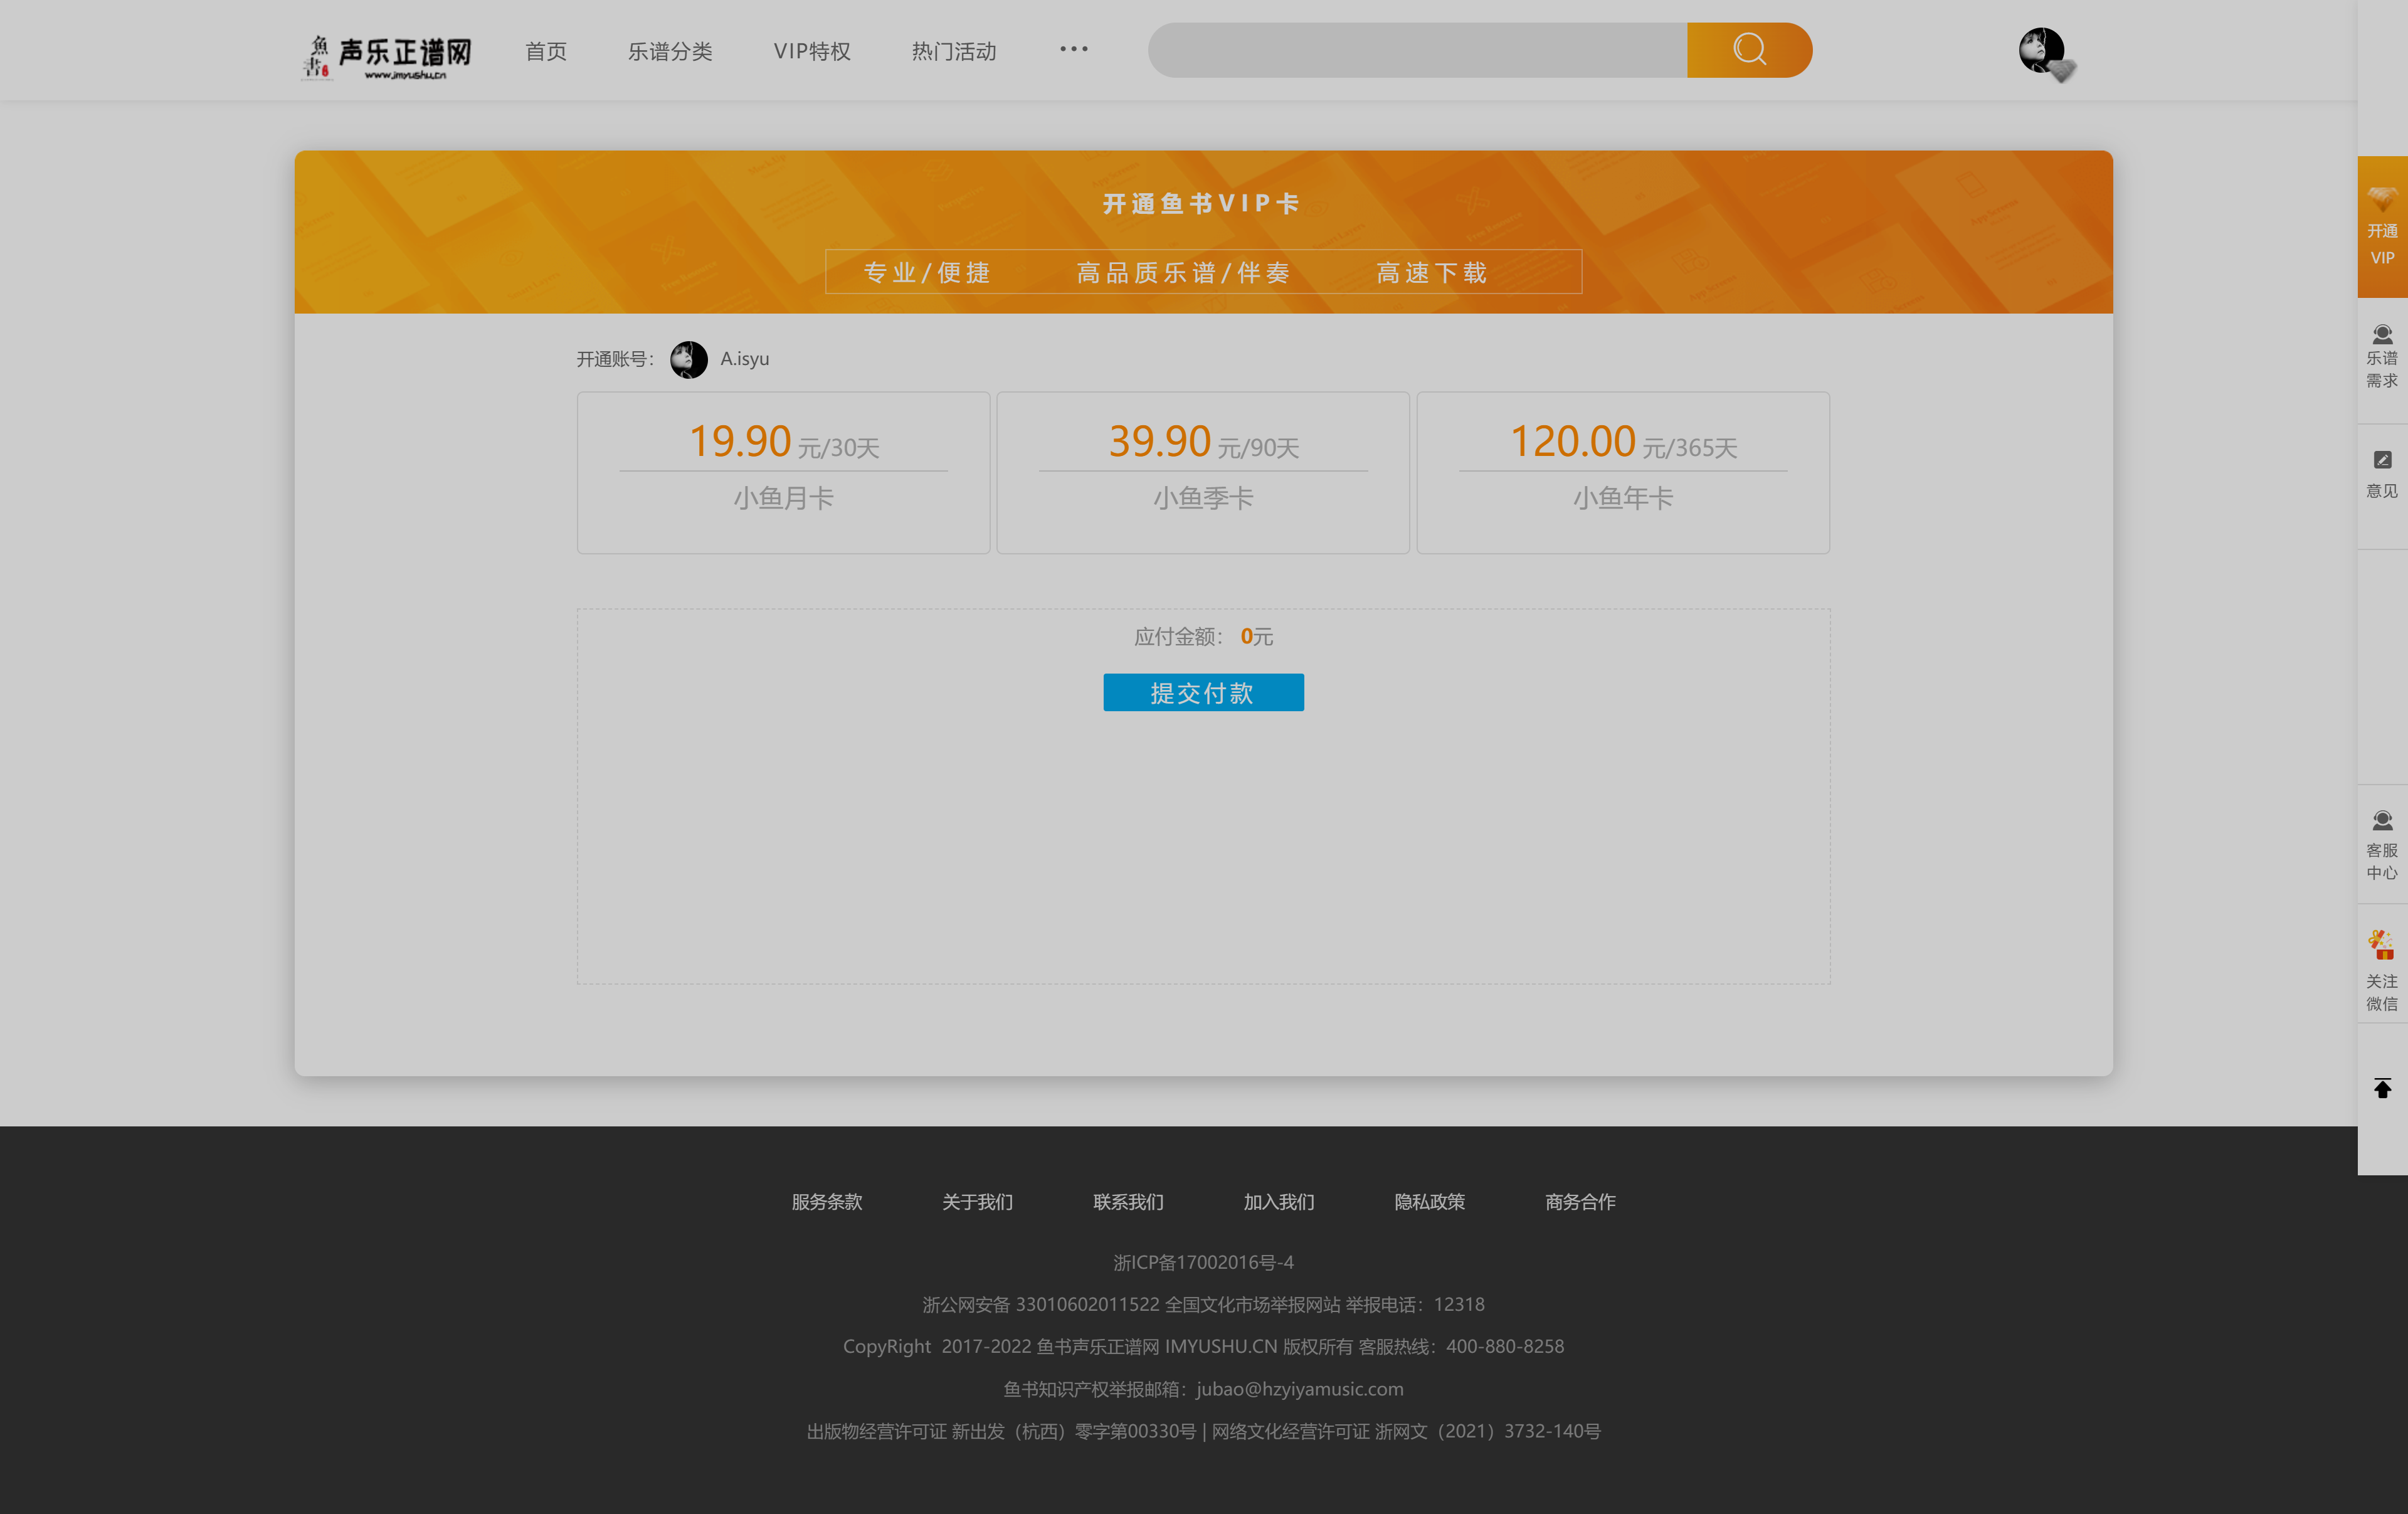 魚書 声乐正谱网
www.imyushu.cn
首页 乐谱分类 VIP特权 热门活动 •••
开通鱼书VIP卡
专业/便捷 高品质乐谱/伴奏 高速下载
开通账号： A.isyu
19.90 元/30天
小鱼月卡
39.90 元/90天
小鱼季卡
120.00 元/365天
小鱼年卡
应付金额： 0元
提交付款
开通
VIP
乐谱
需求
意见
客服
中心
关注
微信
服务条款 关于我们 联系我们 加入我们 隐私政策 商务合作
浙ICP备17002016号-4
浙公网安备 33010602011522 全国文化市场举报网站 举报电话：12318
CopyRight 2017-2022 鱼书声乐正谱网 IMYUSHU.CN 版权所有 客服热线：400-880-8258
鱼书知识产权举报邮箱：jubao@hzyiyamusic.com
出版物经营许可证 新出发（杭西）零字第00330号 | 网络文化经营许可证 浙网文（2021）3732-140号